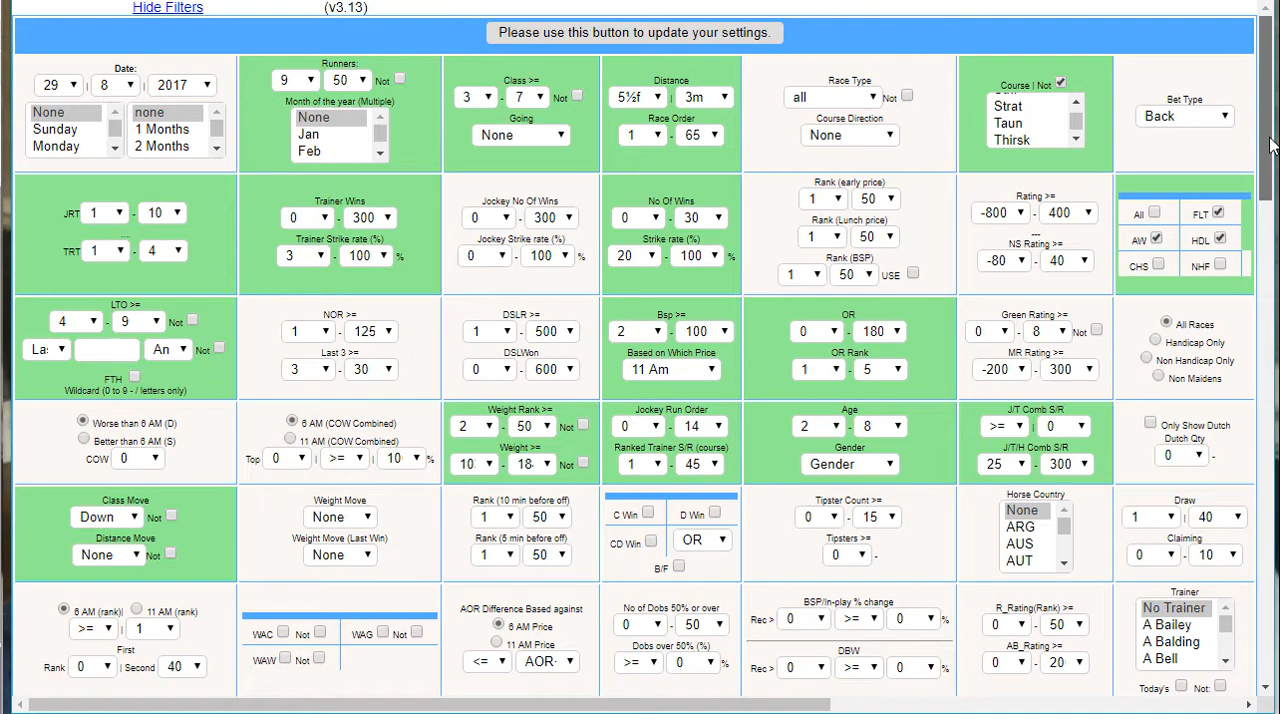 Hide Filters (v3.13)
Please use this button to update your settings.
Date:
29 | 8 | 2017
None
Sunday
Monday
none
1 Months
2 Months
Runners:
9 50 Not
Month of the year (Multiple)
None
Jan
Feb
Class >=
3 - 7 Not
Going
None
Distance
5½f | 3m
Race Order
1 - 65
Race Type
all Not
Course Direction
None
Course | Not
Strat
Taun
Thirsk
Bet Type
Back
JRT 1 - 10
....
TRT 1 - 4
Trainer Wins
0 - 300
Trainer Strike rate (%)
3 - 100 %
Jockey No Of Wins
0 - 300
Jockey Strike rate (%)
0 - 100 %
No Of Wins
0 - 30
Strike rate (%)
20 - 100 %
Rank (early price)
1 50
Rank (Lunch price)
1 50
Rank (BSP)
1 50 USE
Rating >=
-800 - 400
---
NS Rating >=
-80 - 40
All FLT
AW HDL
CHS NHF
LTO >=
4 - 9 Not
La: An Not
FTH
Wildcard (0 to 9 - / letters only)
NOR >=
1 - 125
Last 3 >=
3 - 30
DSLR >=
1 - 500
DSLWon
0 - 600
Bsp >=
2 - 100
Based on Which Price
11 Am
OR
0 - 180
OR Rank
1 - 5
Green Rating >=
0 - 8 Not
MR Rating >=
-200 - 300
All Races
Handicap Only
Non Handicap Only
Non Maidens
Worse than 6 AM (D)
Better than 6 AM (S)
COW 0
6 AM (COW Combined)
11 AM (COW Combined)
Top 0 | >= | 10 %
Weight Rank >=
2 - 50 Not
Weight >=
10 - 18 Not
Jockey Run Order
0 - 14
Ranked Trainer S/R (course)
1 - 45
Age
2 - 8
Gender
Gender
J/T Comb S/R
>= | 0
J/T/H Comb S/R
25 - 300
Only Show Dutch
Dutch Qty
0 -
Class Move
Down Not
Distance Move
None Not
Weight Move
None
Weight Move (Last Win)
None
Rank (10 min before off)
1 50
Rank (5 min before off)
1 50
C Win D Win
CD Win OR
B/F
Tipster Count >=
0 - 15
Tipsters >=
0 -
Horse Country
None
ARG
AUS
AUT
Draw
1 | 40
Claiming
0 - 10
6 AM (rank)| 11 AM (rank)
>= | 1
First
Rank 0 | Second 40
WAC Not WAG Not
WAW Not
AOR Difference Based against
6 AM Price
11 AM Price
<= AOR-
No of Dobs 50% or over
0 - 50
Dobs over 50% (%)
>= | 0 %
BSP/In-play % change
Rec > 0 >= 0 %
DBW
Rec > 0 >= 0 %
R_Rating(Rank) >=
0 - 50
AB_Rating >=
0 - 20
Trainer
No Trainer
A Bailey
A Balding
A Bell
Today's Not: